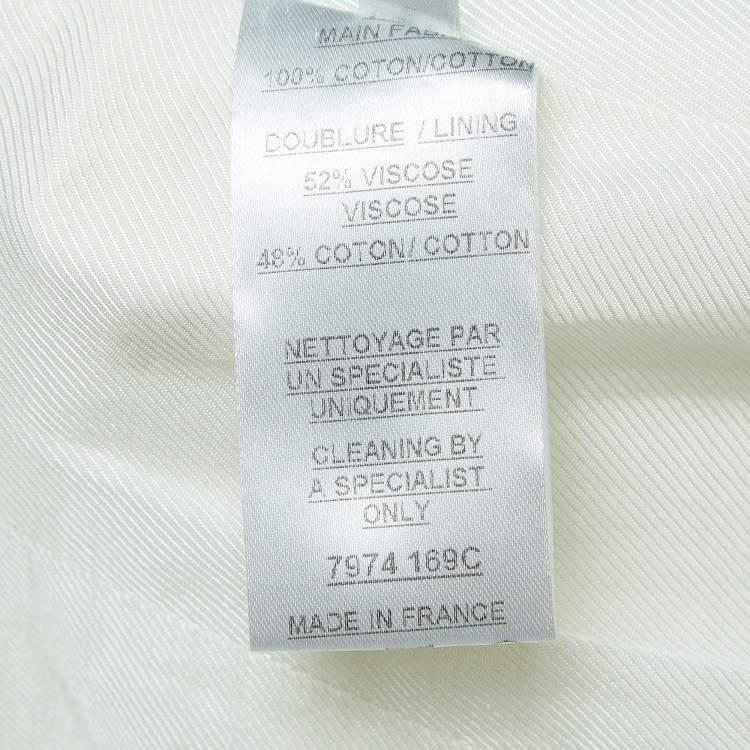 MAIN
100% COTON/COTTON
DOUBLURE / LINING
52% VISCOSE
VISCOSE
48% COTON/ COTTON
NETTOYAGE PAR
UN SPECIALISTE
UNIQUEMENT
CLEANING BY
A SPECIALIST
ONLY
7974 169C
MADE IN FRANCE